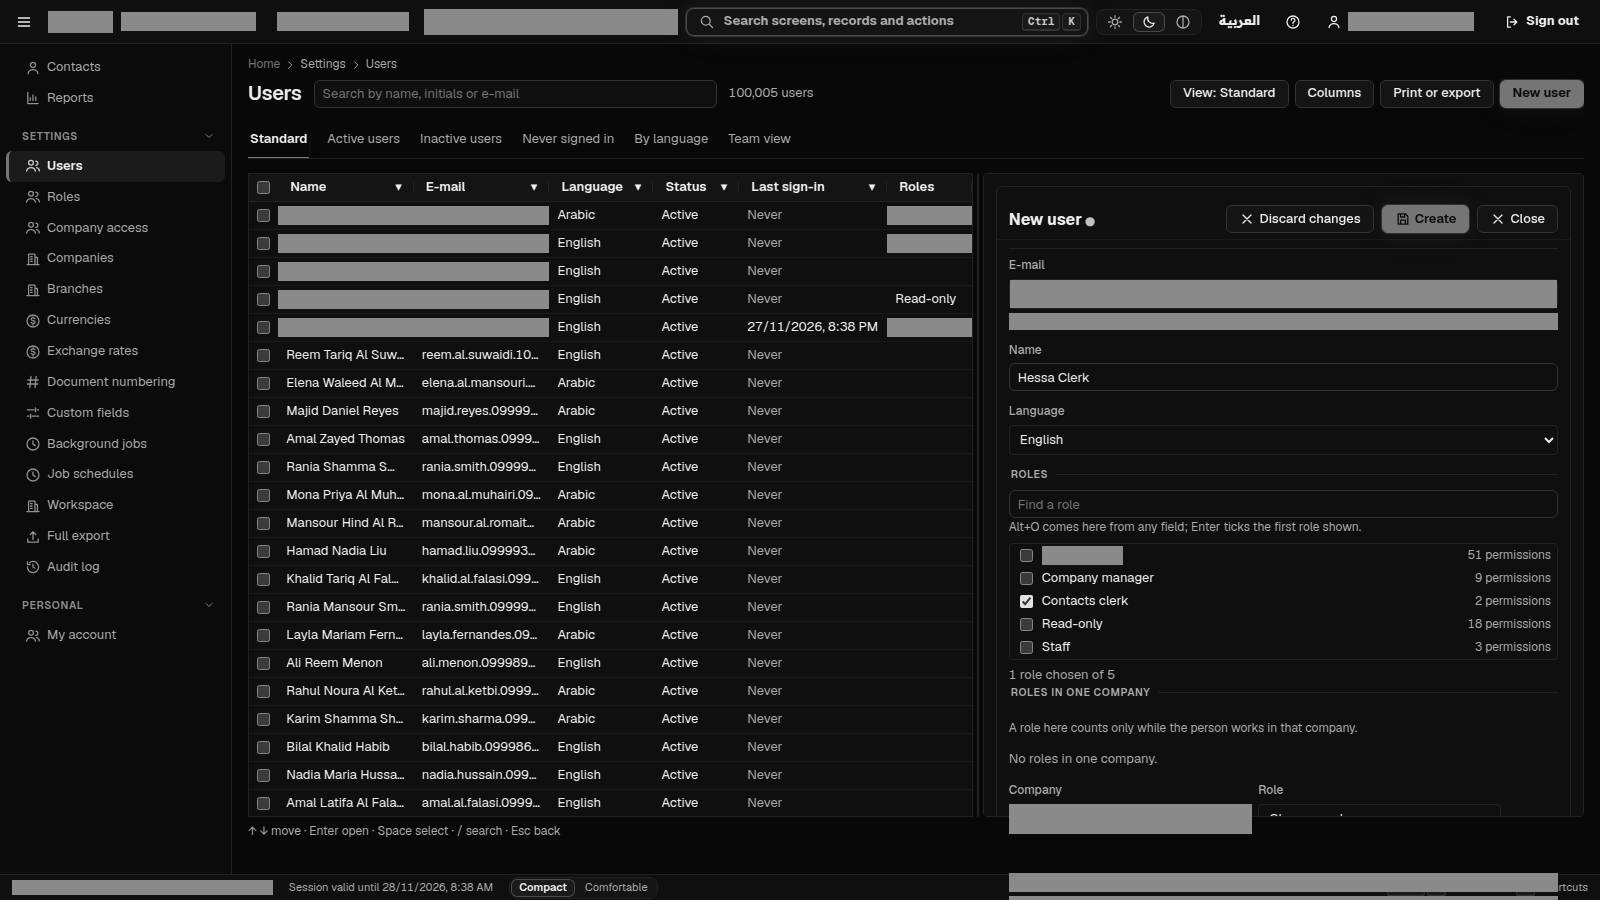 Search screens, records and actions Ctrl K العربية Sign out
Contacts
Reports
SETTINGS
Users
Roles
Company access
Companies
Branches
Currencies
Exchange rates
Document numbering
Custom fields
Background jobs
Job schedules
Workspace
Full export
Audit log
PERSONAL
My account
Home > Settings > Users
Users Search by name, initials or e-mail 100,005 users View: Standard Columns Print or export New user
Standard Active users Inactive users Never signed in By language Team view
Name E-mail Language Status Last sign-in Roles
Arabic Active Never
English Active Never
English Active Never
English Active Never Read-only
English Active 27/11/2026, 8:38 PM
Reem Tariq Al Suw... reem.al.suwaidi.10... English Active Never
Elena Waleed Al M... elena.al.mansouri.... Arabic Active Never
Majid Daniel Reyes majid.reyes.09999... Arabic Active Never
Amal Zayed Thomas amal.thomas.0999... English Active Never
Rania Shamma S... rania.smith.09999... English Active Never
Mona Priya Al Muh... mona.al.muhairi.09... Arabic Active Never
Mansour Hind Al R... mansour.al.romait... Arabic Active Never
Hamad Nadia Liu hamad.liu.099993... Arabic Active Never
Khalid Tariq Al Fal... khalid.al.falasi.099... English Active Never
Rania Mansour Sm... rania.smith.09999... English Active Never
Layla Mariam Fern... layla.fernandes.09... Arabic Active Never
Ali Reem Menon ali.menon.099989... English Active Never
Rahul Noura Al Ket... rahul.al.ketbi.0999... Arabic Active Never
Karim Shamma Sh... karim.sharma.099... Arabic Active Never
Bilal Khalid Habib bilal.habib.099986... English Active Never
Nadia Maria Hussa... nadia.hussain.099... English Active Never
Amal Latifa Al Fala... amal.al.falasi.0999... English Active Never
↑↓ move · Enter open · Space select · / search · Esc back
New user Discard changes Create Close
E-mail
Name
Hessa Clerk
Language
English
ROLES
Find a role
Alt+O comes here from any field; Enter ticks the first role shown.
51 permissions
Company manager 9 permissions
Contacts clerk 2 permissions
Read-only 18 permissions
Staff 3 permissions
1 role chosen of 5
ROLES IN ONE COMPANY
A role here counts only while the person works in that company.
No roles in one company.
Company Role
Session valid until 28/11/2026, 8:38 AM Compact Comfortable